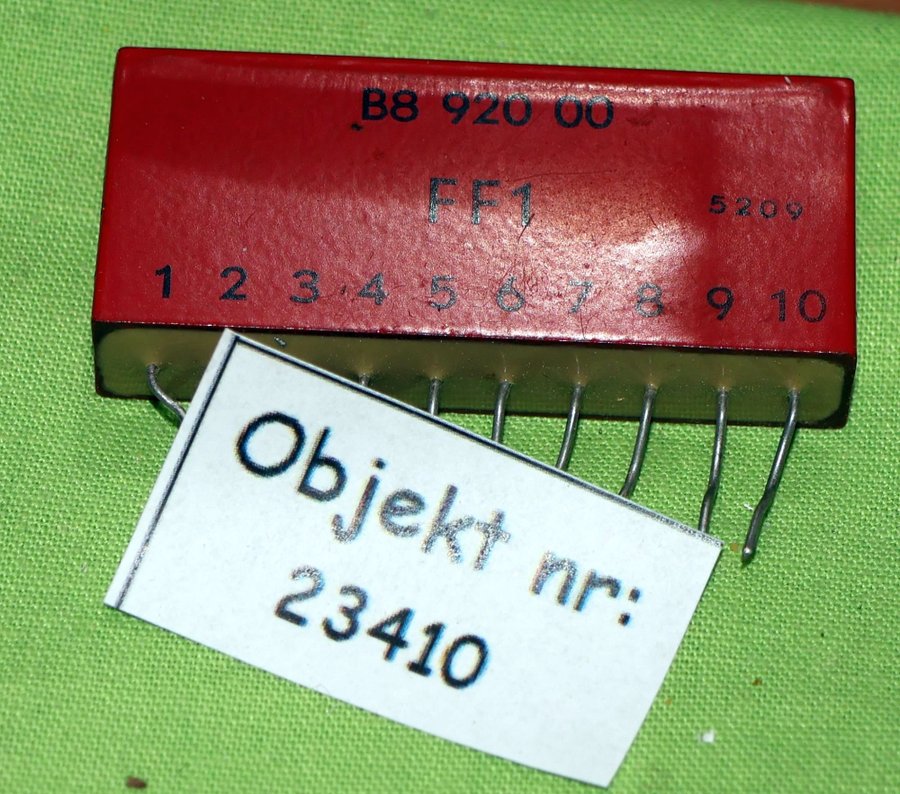 B8 920 00
FF1
5209
1 2 3 4 5 6 7 8 9 10
Objekt nr:
23410